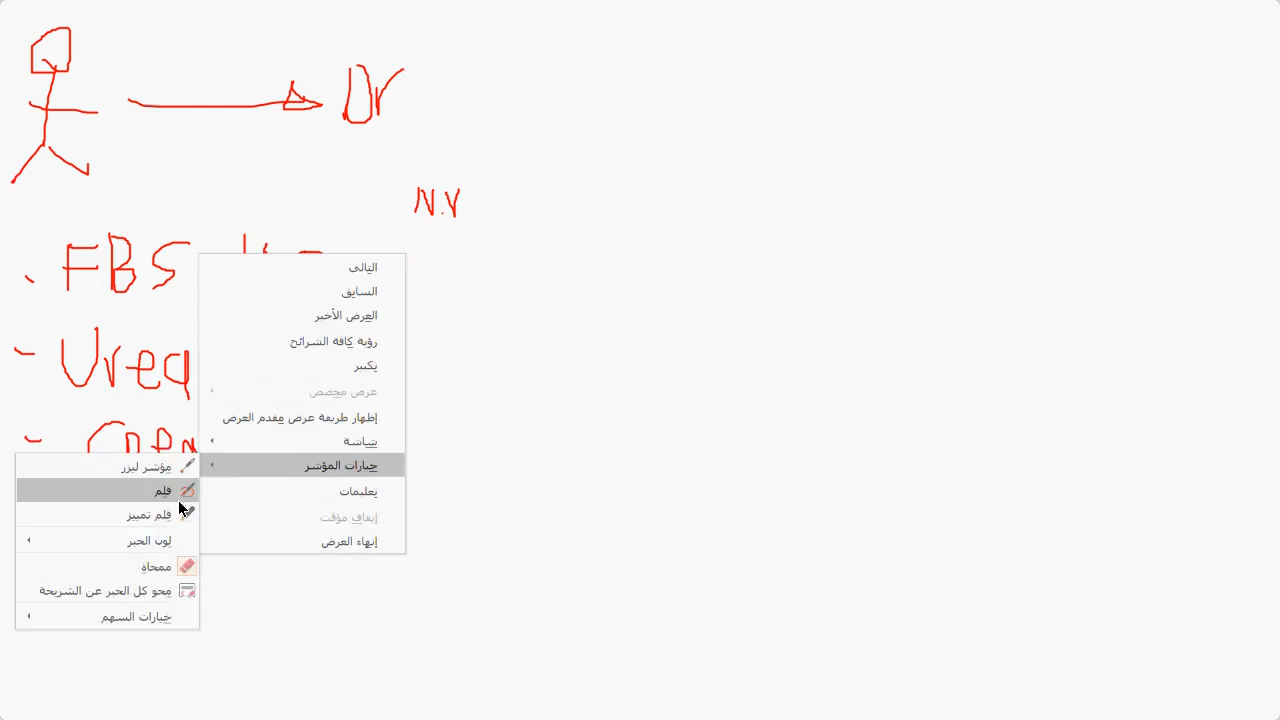 Dr
N.V
FBS
Urea
التالي
السابق
العرض الأخير
رؤية كافة الشرائح
تكبير
عرض مخصص
إظهار طريقة عرض مقدم العرض
شاشة
خيارات المؤشر
تعليمات
إيقاف مؤقت
إنهاء العرض
مؤشر ليزر
قلم
قلم تمييز
لون الحبر
ممحاة
محو كل الحبر عن الشريحة
خيارات السهم